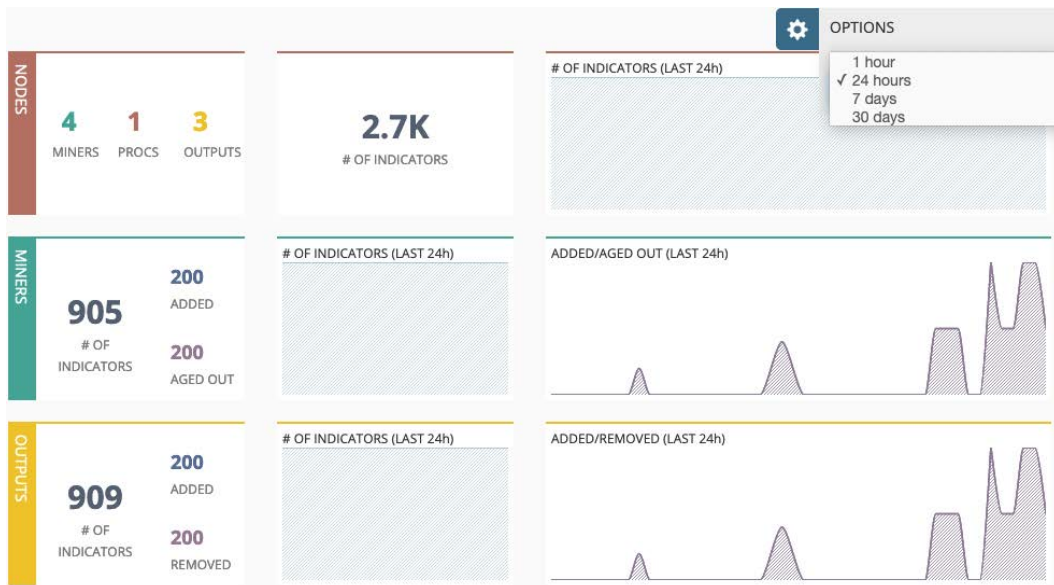 OPTIONS
1 hour
✓ 24 hours
7 days
30 days
NODES
4 1 3
MINERS PROCS OUTPUTS
2.7K
# OF INDICATORS
# OF INDICATORS (LAST 24h)
MINERS
905
# OF
INDICATORS
200
ADDED
200
AGED OUT
# OF INDICATORS (LAST 24h)
ADDED/AGED OUT (LAST 24h)
OUTPUTS
909
# OF
INDICATORS
200
ADDED
200
REMOVED
# OF INDICATORS (LAST 24h)
ADDED/REMOVED (LAST 24h)